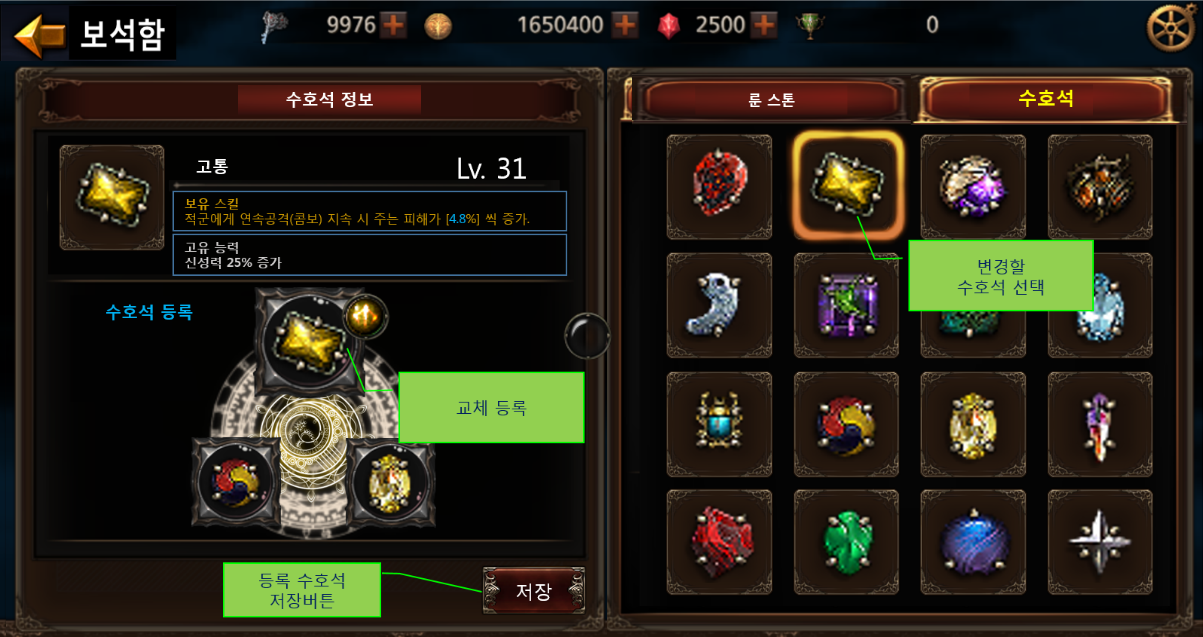 보석함
9976
1650400
2500
0
수호석 정보
고통
Lv. 31
보유 스킬
적군에게 연속공격(콤보) 지속 시 주는 피해가 [4.8%] 씩 증가.
고유 능력
신성력 25% 증가
수호석 등록
교체 등록
등록 수호석
저장버튼
저장
룬 스톤
수호석
변경할
수호석 선택